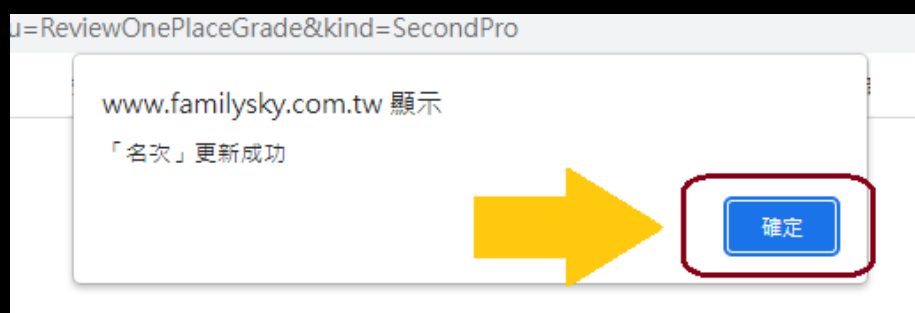 u=ReviewOnePlaceGrade&kind=SecondPro
www.familysky.com.tw 顯示
「名次」更新成功
確定